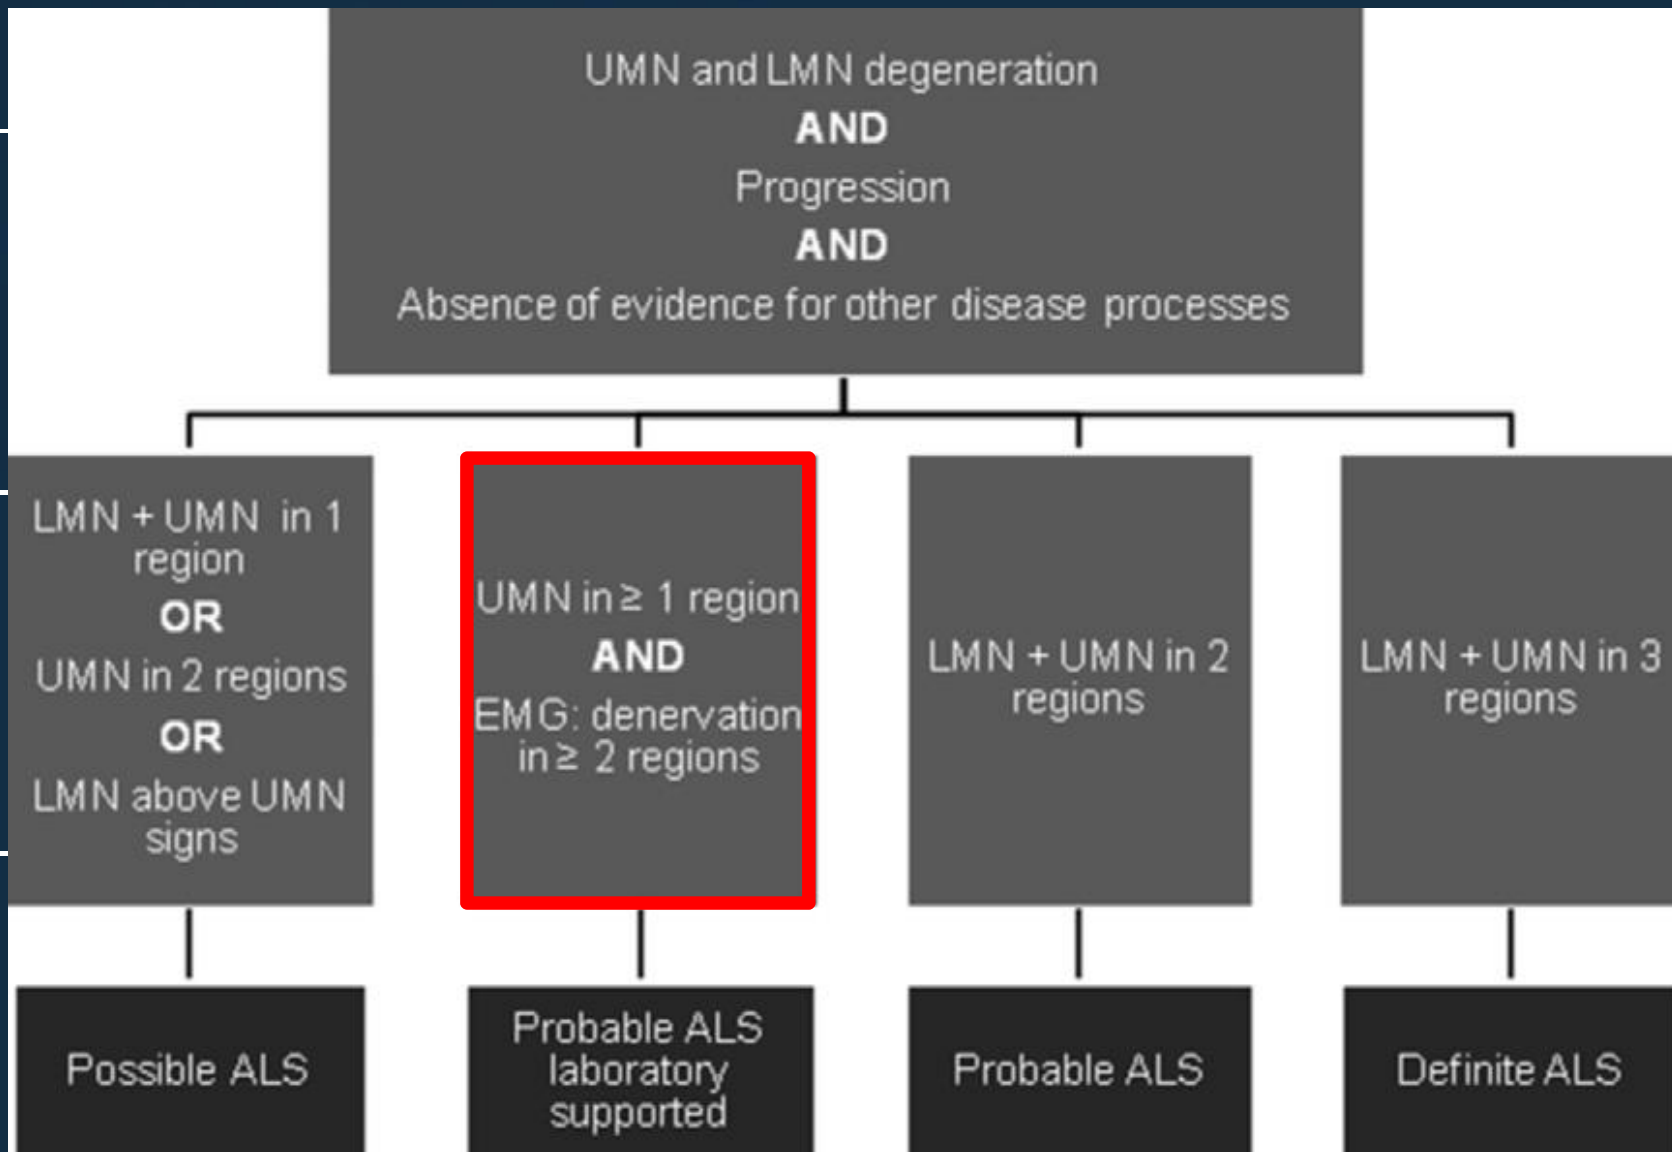 UMN and LMN degeneration
AND
Progression
AND
Absence of evidence for other disease processes
LMN + UMN in 1
region
OR
UMN in 2 regions
OR
LMN above UMN
signs
UMN in ≥ 1 region
AND
EMG: denervation
in ≥ 2 regions
LMN + UMN in 2
regions
LMN + UMN in 3
regions
Possible ALS
Probable ALS
laboratory
supported
Probable ALS
Definite ALS